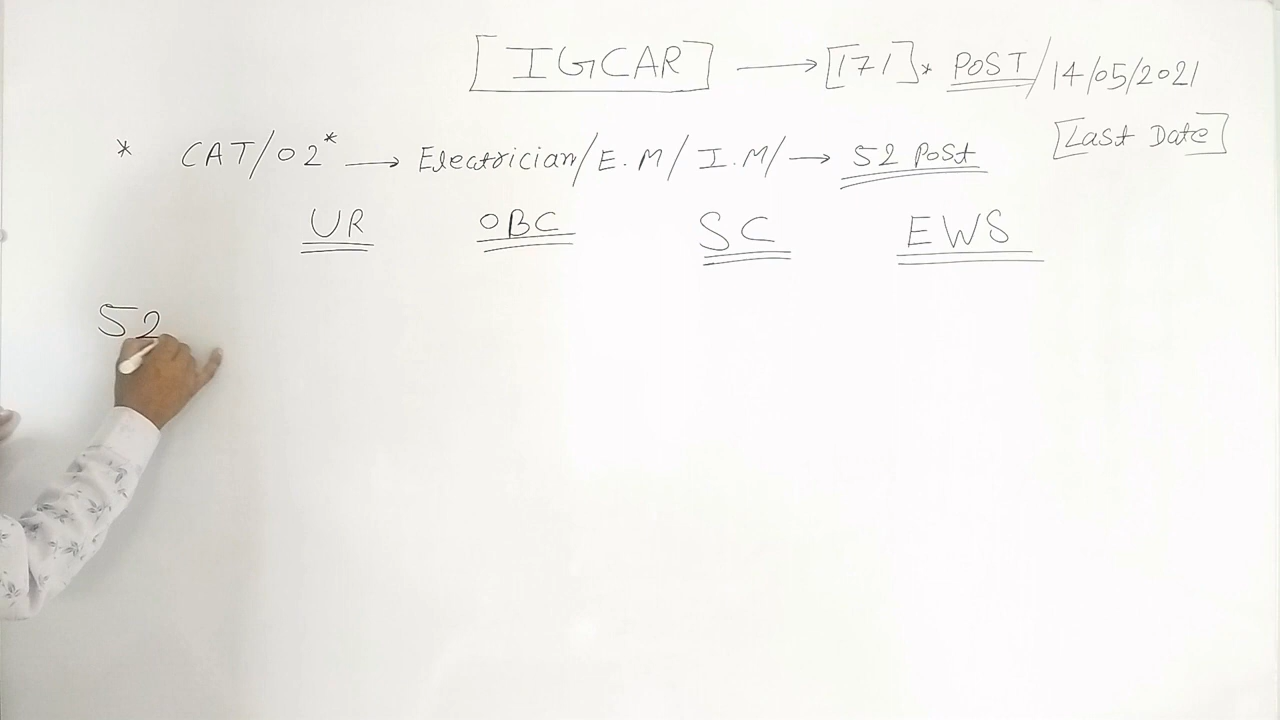 [IGCAR] → [171]* POST/14/05/2021
[Last Date]
* CAT/02* → Electrician/E.M/I.M/→ 52 Post
UR OBC SC EWS
52